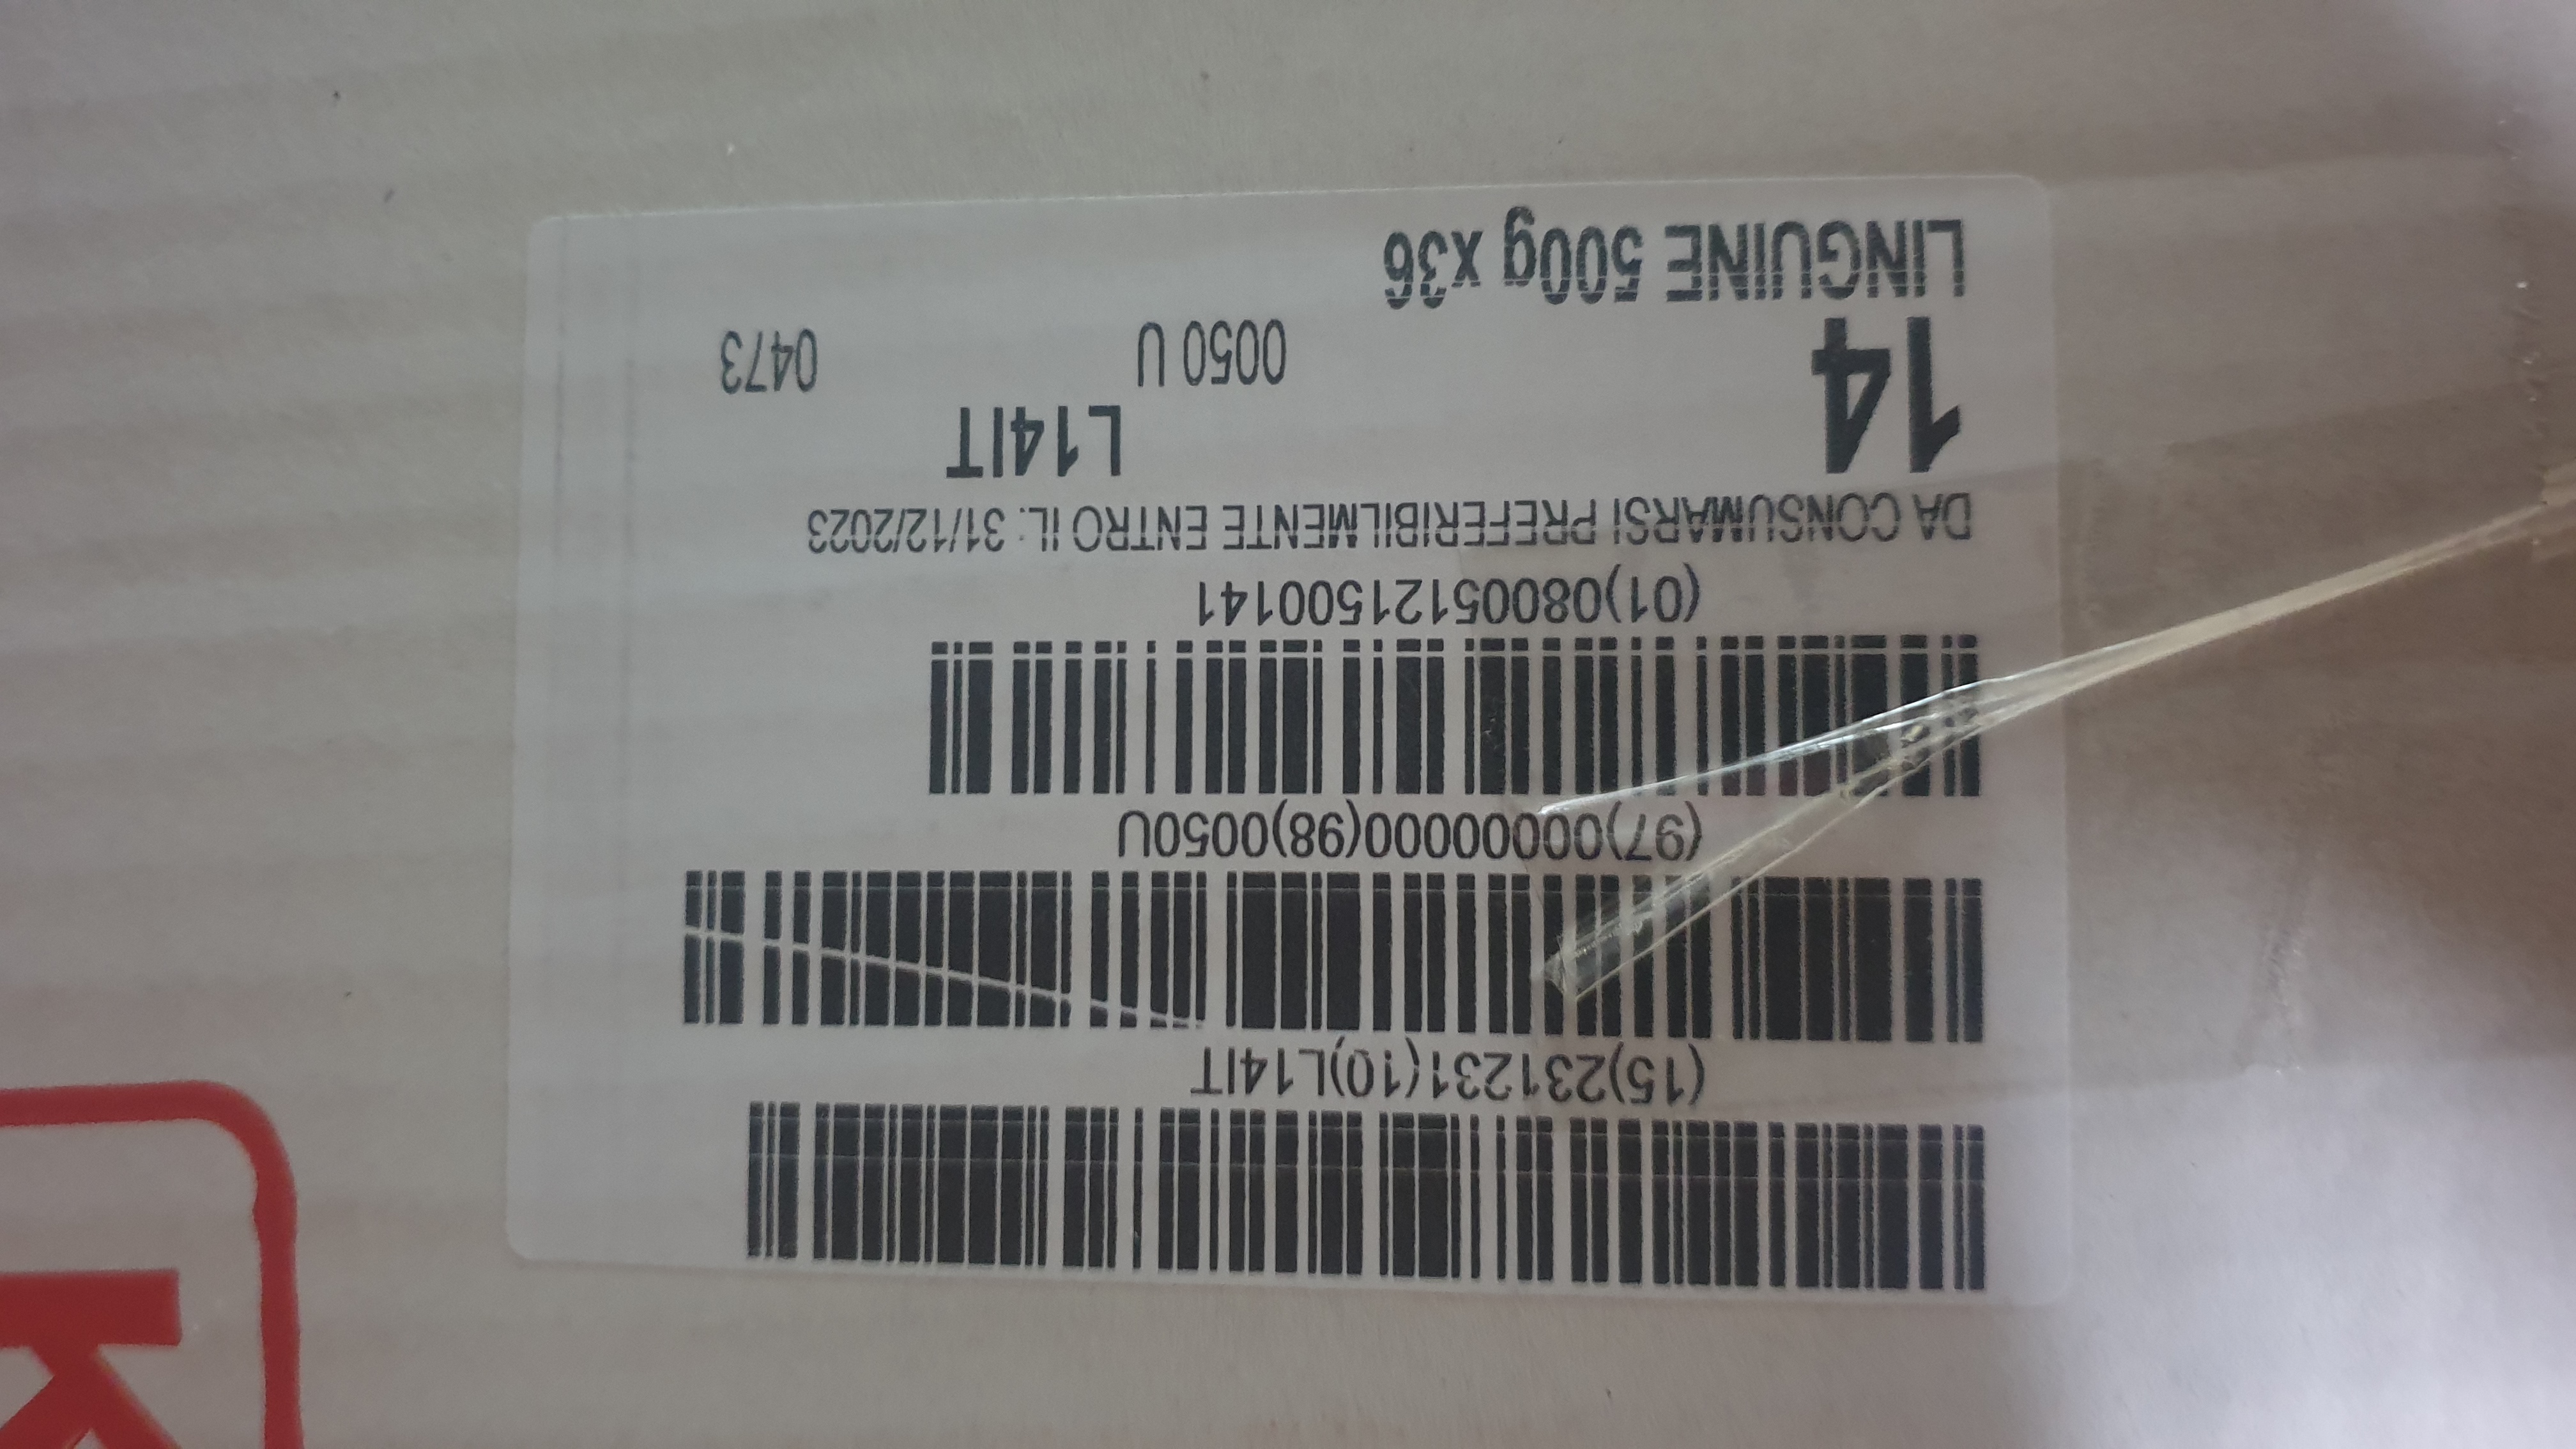 LINGUINE 500g x36
14
0050 U
0473
L14IT
DA CONSUMARSI PREFERIBILMENTE ENTRO IL: 31/12/2023
(01)08005121500141
(97)00000000(98)0050U
(15)231231(10)L14IT
K